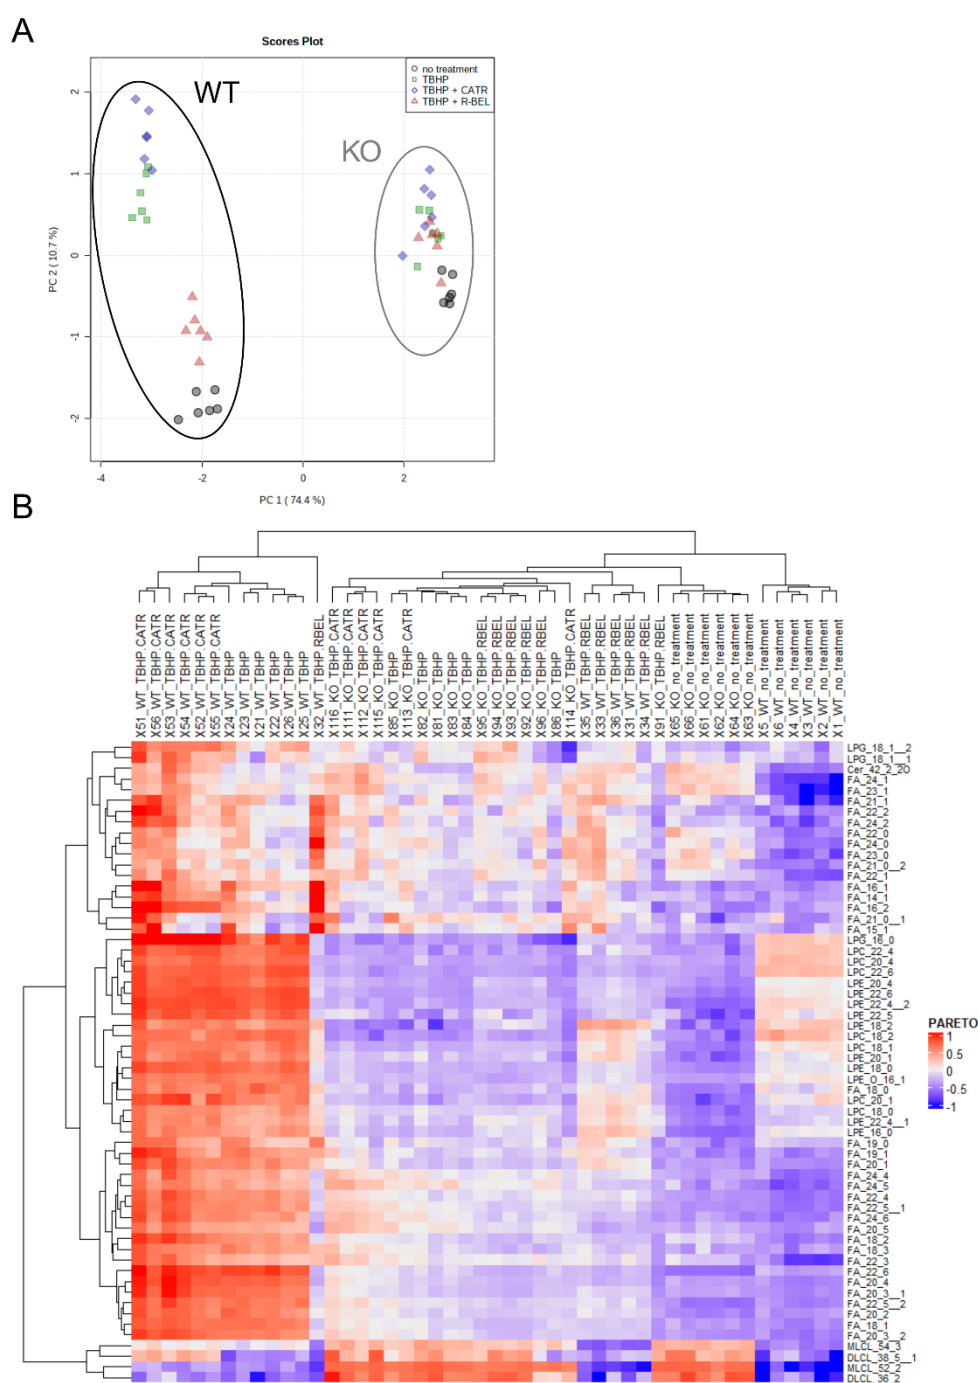 A
Scores Plot
WT
KO
no treatment
TBHP
TBHP + CATR
TBHP + R-BEL
2
1
0
-1
-2
PC 2 ( 10.7 %)
-4
-2
0
2
PC 1 ( 74.4 %)
B
X51_WT_TBHP.CATR
X56_WT_TBHP.CATR
X53_WT_TBHP.CATR
X54_WT_TBHP.CATR
X52_WT_TBHP.CATR
X55_WT_TBHP.CATR
X24_WT_TBHP
X23_WT_TBHP
X21_WT_TBHP
X22_WT_TBHP
X26_WT_TBHP
X25_WT_TBHP
X32_WT_TBHP.RBEL
X116_KO_TBHP.CATR
X111_KO_TBHP.CATR
X112_KO_TBHP.CATR
X115_KO_TBHP.CATR
X85_KO_TBHP
X113_KO_TBHP.CATR
X82_KO_TBHP
X81_KO_TBHP
X83_KO_TBHP
X84_KO_TBHP
X95_KO_TBHP.RBEL
X94_KO_TBHP.RBEL
X93_KO_TBHP.RBEL
X92_KO_TBHP.RBEL
X96_KO_TBHP.RBEL
X86_KO_TBHP
X114_KO_TBHP.CATR
X35_WT_TBHP.RBEL
X33_WT_TBHP.RBEL
X36_WT_TBHP.RBEL
X31_WT_TBHP.RBEL
X34_WT_TBHP.RBEL
X91_KO_TBHP.RBEL
X65_KO_no_treatment
X66_KO_no_treatment
X61_KO_no_treatment
X62_KO_no_treatment
X64_KO_no_treatment
X63_KO_no_treatment
X5_WT_no_treatment
X6_WT_no_treatment
X4_WT_no_treatment
X3_WT_no_treatment
X2_WT_no_treatment
X1_WT_no_treatment
LPG_18_1__2
LPG_18_1__1
Cer_42_2_2O
FA_24_1
FA_23_1
FA_21_1
FA_22_2
FA_24_2
FA_22_0
FA_24_0
FA_23_0
FA_21_0__2
FA_22_1
FA_16_1
FA_14_1
FA_16_2
FA_21_0__1
FA_15_1
LPG_16_0
LPC_22_4
LPC_20_4
LPC_22_6
LPE_20_4
LPE_22_6
LPE_22_4__2
LPE_22_5
LPE_18_2
LPC_18_2
LPC_18_1
LPE_20_1
LPE_18_0
LPE_O_16_1
FA_18_0
LPC_20_1
LPC_18_0
LPE_22_4__1
LPE_16_0
FA_19_0
FA_19_1
FA_20_1
FA_24_4
FA_24_5
FA_22_4
FA_22_5__1
FA_24_6
FA_20_5
FA_18_2
FA_18_3
FA_22_3
FA_22_6
FA_20_4
FA_20_3__1
FA_22_5__2
FA_20_2
FA_18_1
FA_20_3__2
MLCL_54_3
DLCL_38_5__1
MLCL_52_2
DLCL_36_2
PARETO
1
0.5
0
-0.5
-1